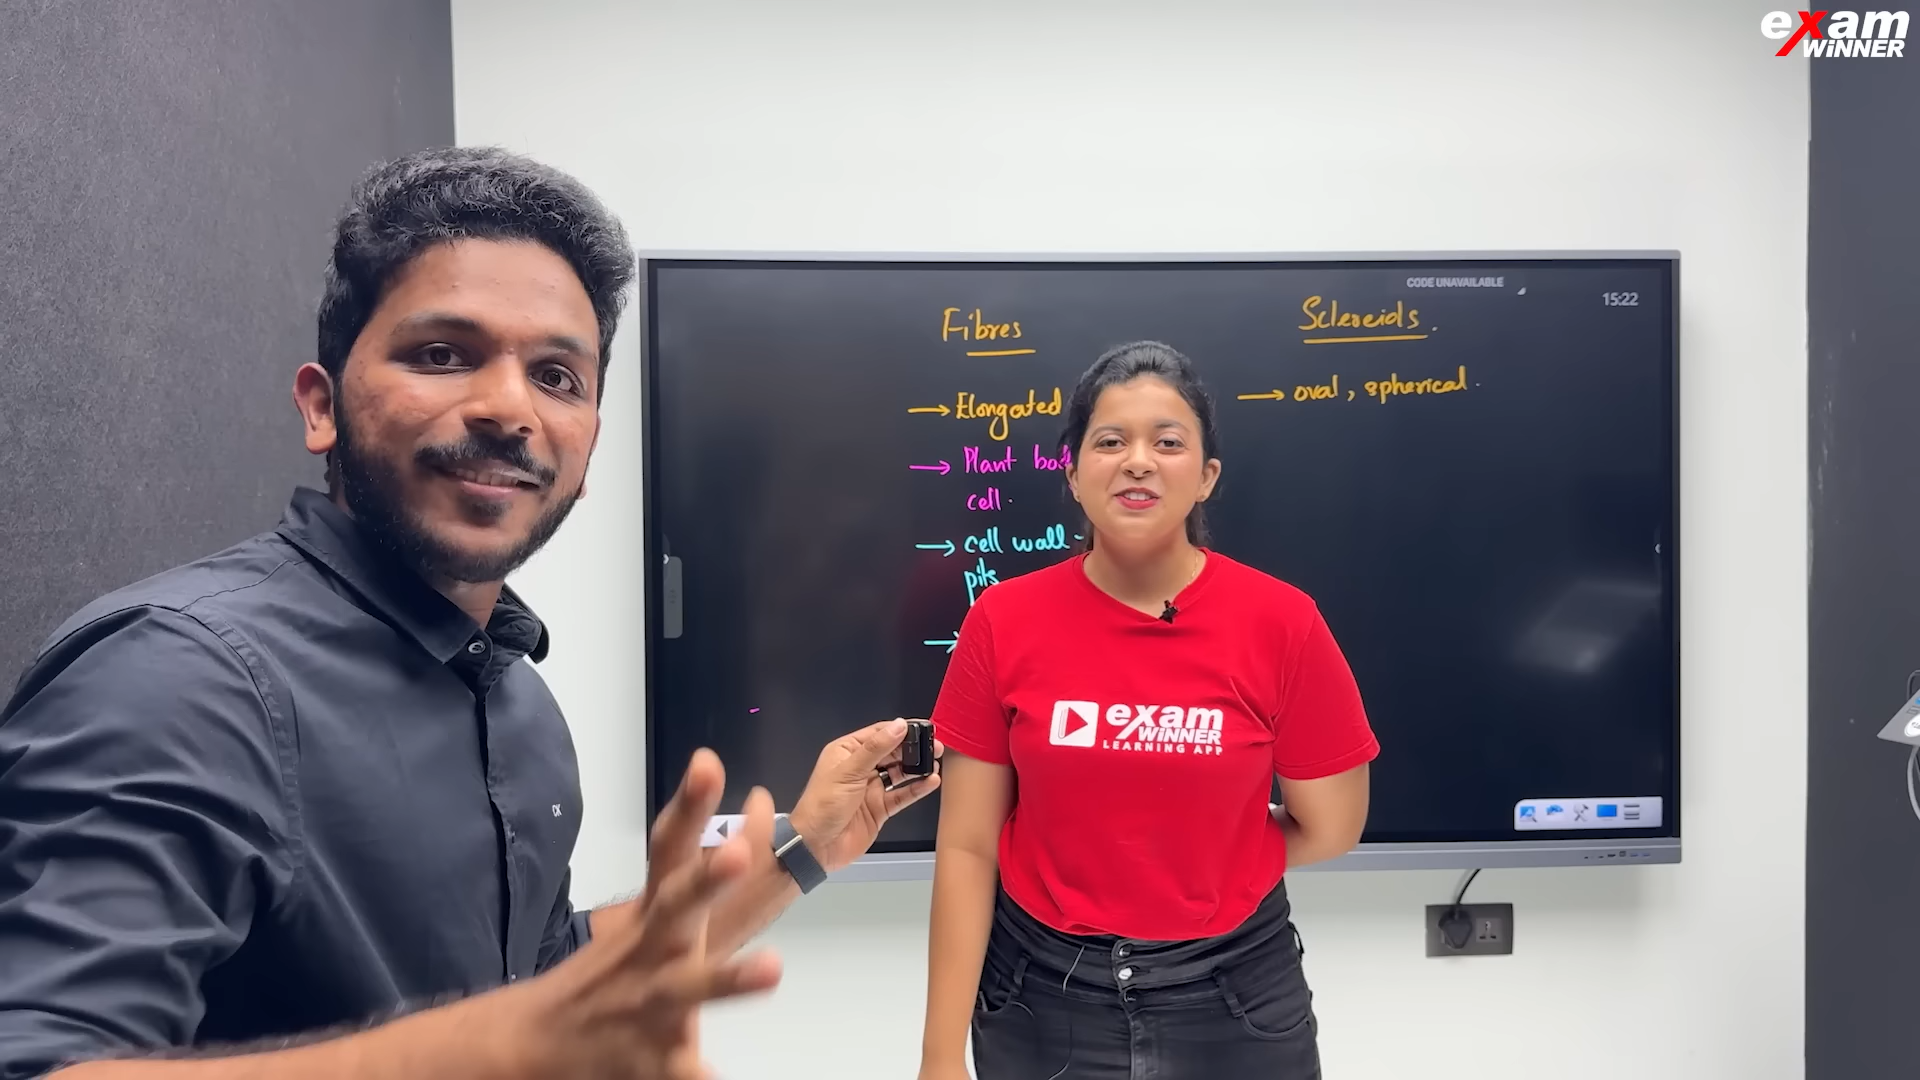 exam
WiNNER
CODE UNAVAILABLE
15:22
Fibres
Sclereids.
→ Elongated
→ oval, spherical.
→ Plant
cell.
→ cell wall -
pits
exam
WiNNER
LEARNING APP
CK